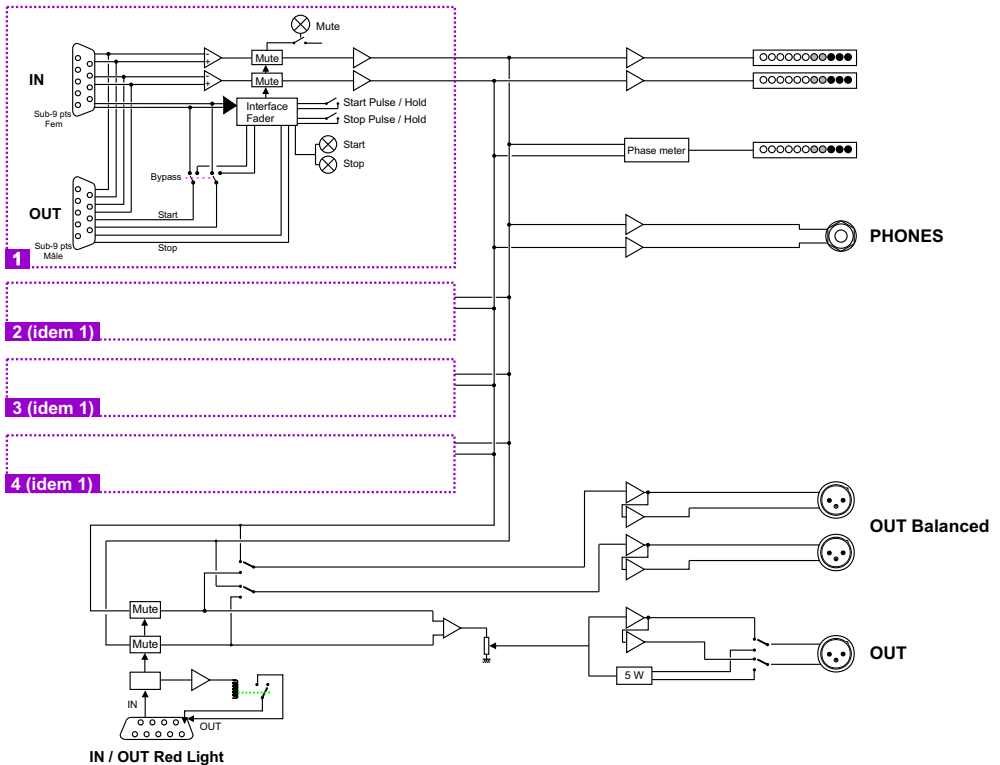 Mute
IN
Mute
Mute
Sub-9 pts
Fem
Interface
Fader
Start Pulse / Hold
Stop Pulse / Hold
Start
Stop
Phase meter
Bypass
OUT
Start
Sub-9 pts
Mâle
Stop
1
PHONES
2 (idem 1)
3 (idem 1)
4 (idem 1)
OUT Balanced
Mute
Mute
OUT
5 W
IN
OUT
IN / OUT Red Light